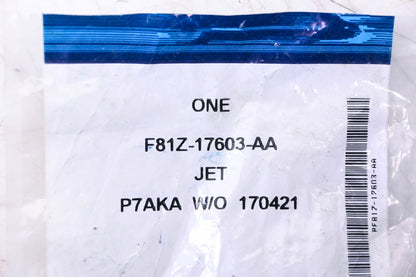 ONE
F81Z-17603-AA
JET
P7AKA W/O 170421
PF81Z-17603-AA